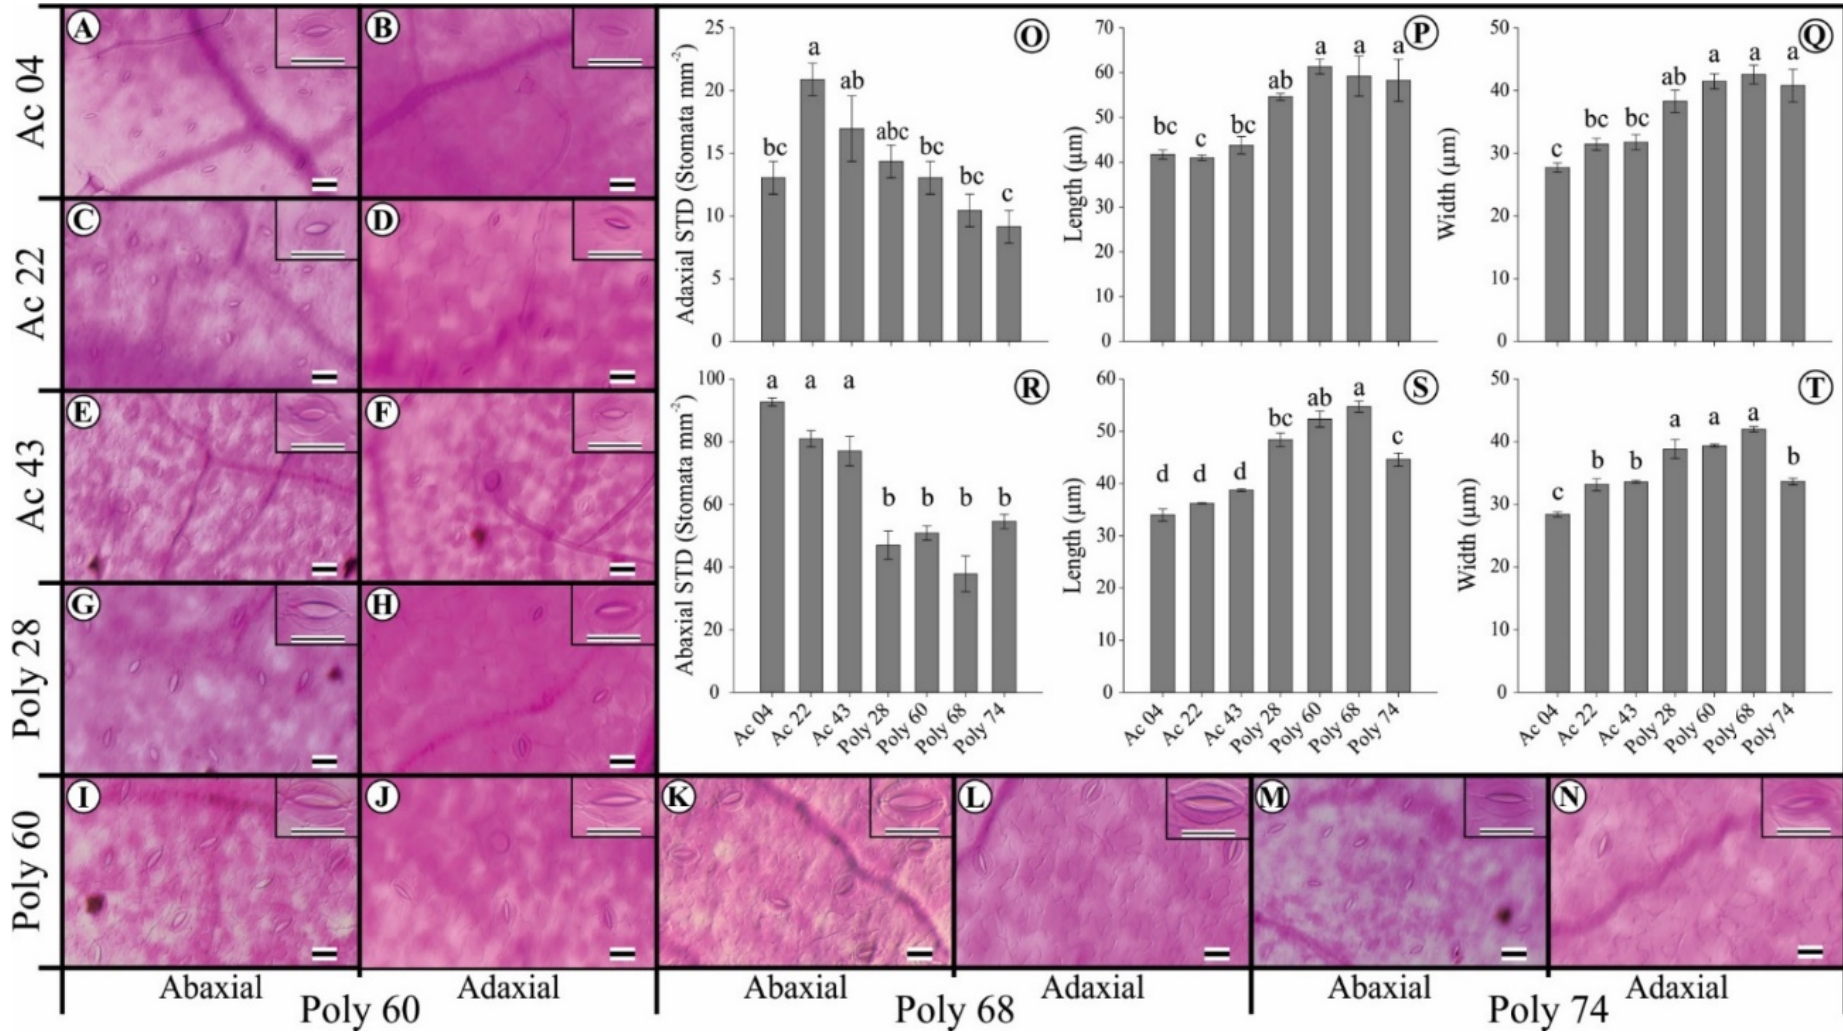 Ac 04
A
B
Ac 22
C
D
Ac 43
E
F
Poly 28
G
H
Poly 60
I
J
K
L
M
N
Abaxial
Adaxial
Abaxial
Adaxial
Abaxial
Adaxial
Poly 60
Poly 68
Poly 74
O
Adaxial STD (Stomata mm⁻²)
25
20
15
10
5
0
bc
a
ab
abc
bc
bc
c
P
Length (µm)
70
60
50
40
30
20
10
0
bc
c
bc
ab
a
a
a
Q
Width (µm)
50
40
30
20
10
0
c
bc
bc
ab
a
a
a
R
Abaxial STD (Stomata mm⁻²)
100
80
60
40
20
0
a
a
a
b
b
b
b
Ac 04
Ac 22
Ac 43
Poly 28
Poly 60
Poly 68
Poly 74
S
Length (µm)
60
50
40
30
20
10
0
d
d
d
bc
ab
a
c
Ac 04
Ac 22
Ac 43
Poly 28
Poly 60
Poly 68
Poly 74
T
Width (µm)
50
40
30
20
10
0
c
b
b
a
a
a
b
Ac 04
Ac 22
Ac 43
Poly 28
Poly 60
Poly 68
Poly 74